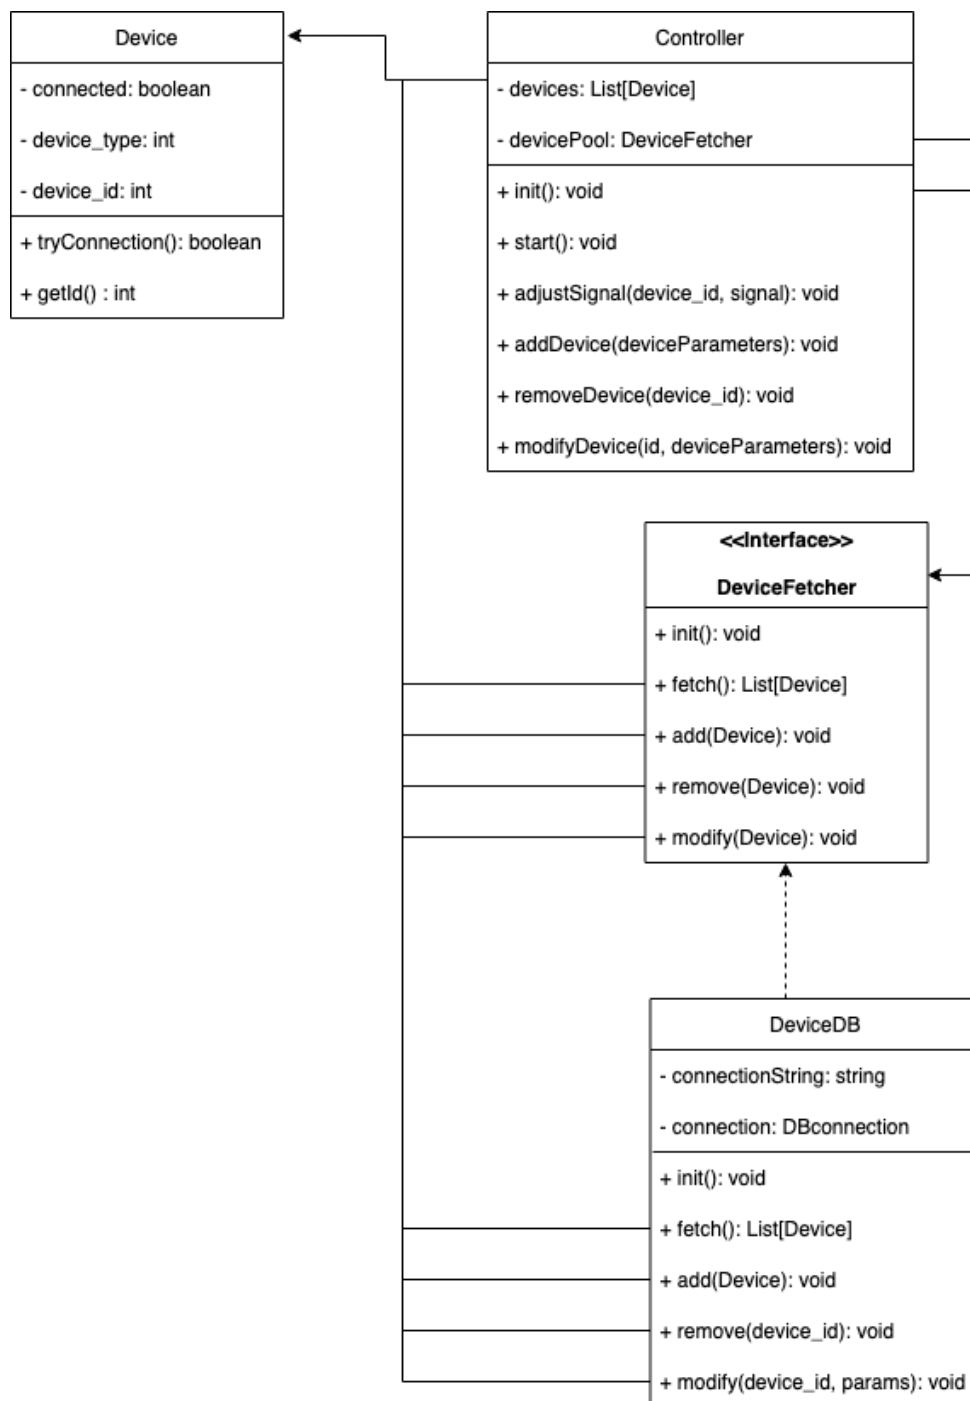 Device
- connected: boolean
- device_type: int
- device_id: int
+ tryConnection(): boolean
+ getId() : int
Controller
- devices: List[Device]
- devicePool: DeviceFetcher
+ init(): void
+ start(): void
+ adjustSignal(device_id, signal): void
+ addDevice(deviceParameters): void
+ removeDevice(device_id): void
+ modifyDevice(id, deviceParameters): void
<<Interface>>
DeviceFetcher
+ init(): void
+ fetch(): List[Device]
+ add(Device): void
+ remove(Device): void
+ modify(Device): void
DeviceDB
- connectionString: string
- connection: DBconnection
+ init(): void
+ fetch(): List[Device]
+ add(Device): void
+ remove(device_id): void
+ modify(device_id, params): void